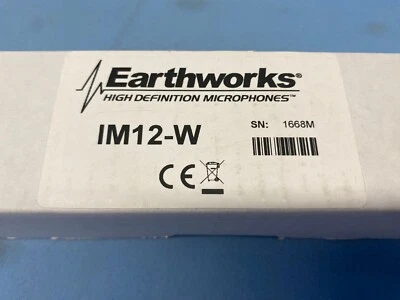 Earthworks®
HIGH DEFINITION MICROPHONES™
IM12-W
SN: 1668M
CE